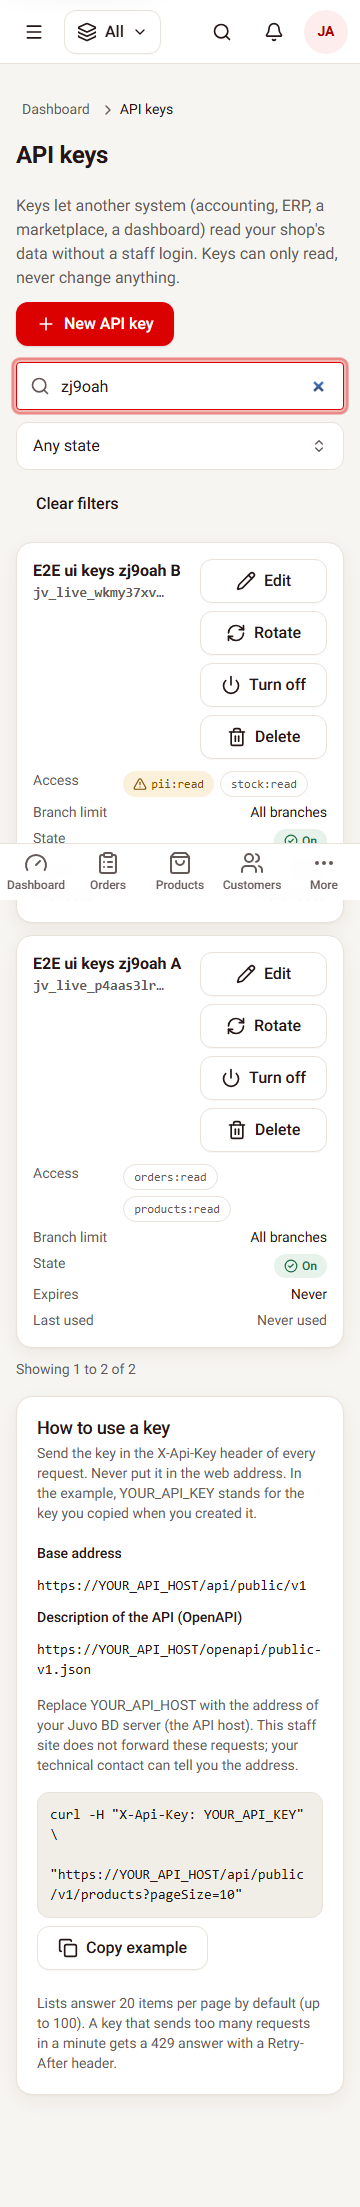 All
JA
Dashboard > API keys
API keys
Keys let another system (accounting, ERP, a
marketplace, a dashboard) read your shop's
data without a staff login. Keys can only read,
never change anything.
+ New API key
zj9oah
Any state
Clear filters
E2E ui keys zj9oah B
jv_live_wkmy37xv…
Edit
Rotate
Turn off
Delete
Access
pii:read
stock:read
Branch limit
All branches
State
On
Dashboard
Orders
Products
Customers
More
E2E ui keys zj9oah A
jv_live_p4aas3lr…
Edit
Rotate
Turn off
Delete
Access
orders:read
products:read
Branch limit
All branches
State
On
Expires
Never
Last used
Never used
Showing 1 to 2 of 2
How to use a key
Send the key in the X-Api-Key header of every
request. Never put it in the web address. In
the example, YOUR_API_KEY stands for the
key you copied when you created it.
Base address
https://YOUR_API_HOST/api/public/v1
Description of the API (OpenAPI)
https://YOUR_API_HOST/openapi/public-
v1.json
Replace YOUR_API_HOST with the address of
your Juvo BD server (the API host). This staff
site does not forward these requests; your
technical contact can tell you the address.
curl -H "X-Api-Key: YOUR_API_KEY"
\
"https://YOUR_API_HOST/api/public
/v1/products?pageSize=10"
Copy example
Lists answer 20 items per page by default (up
to 100). A key that sends too many requests
in a minute gets a 429 answer with a Retry-
After header.